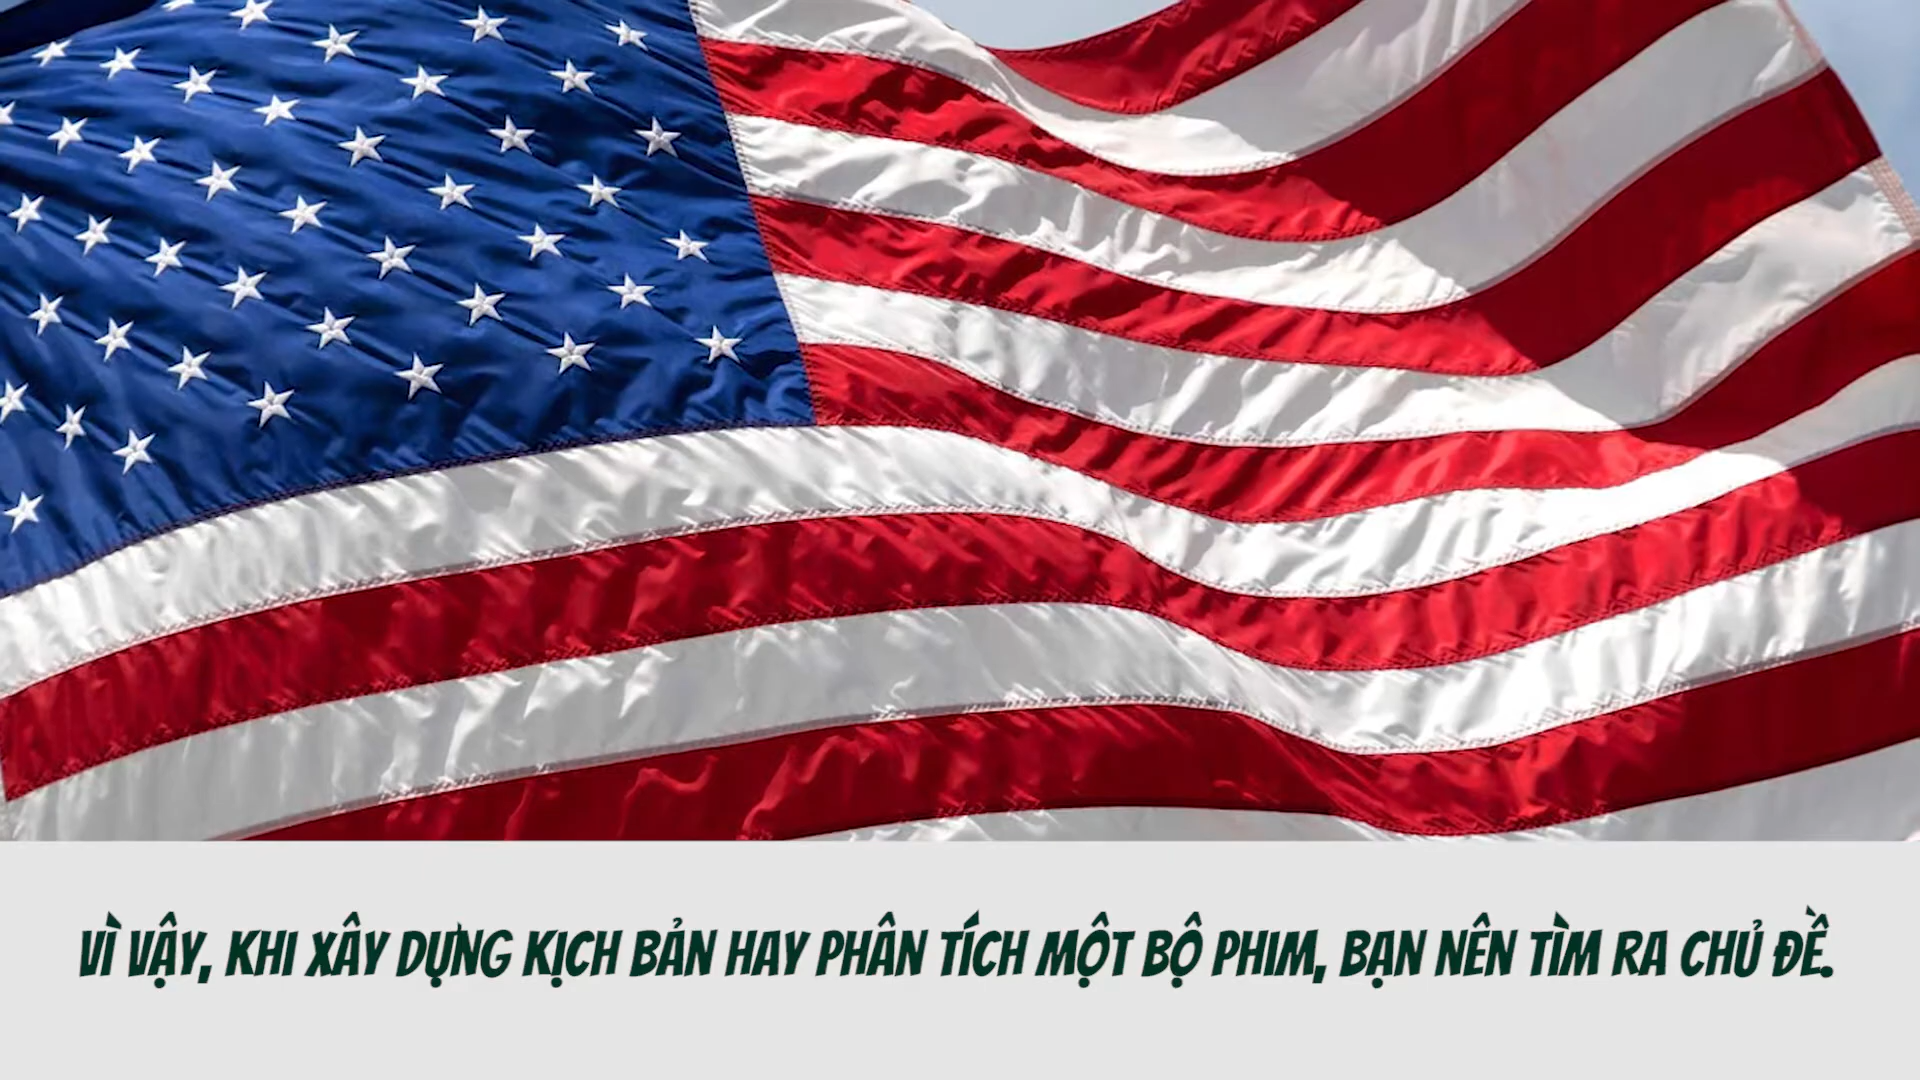 VÌ VẬY, KHI XÂY DỰNG KỊCH BẢN HAY PHÂN TÍCH MỘT BỘ PHIM, BẠN NÊN TÌM RA CHỦ ĐỀ.